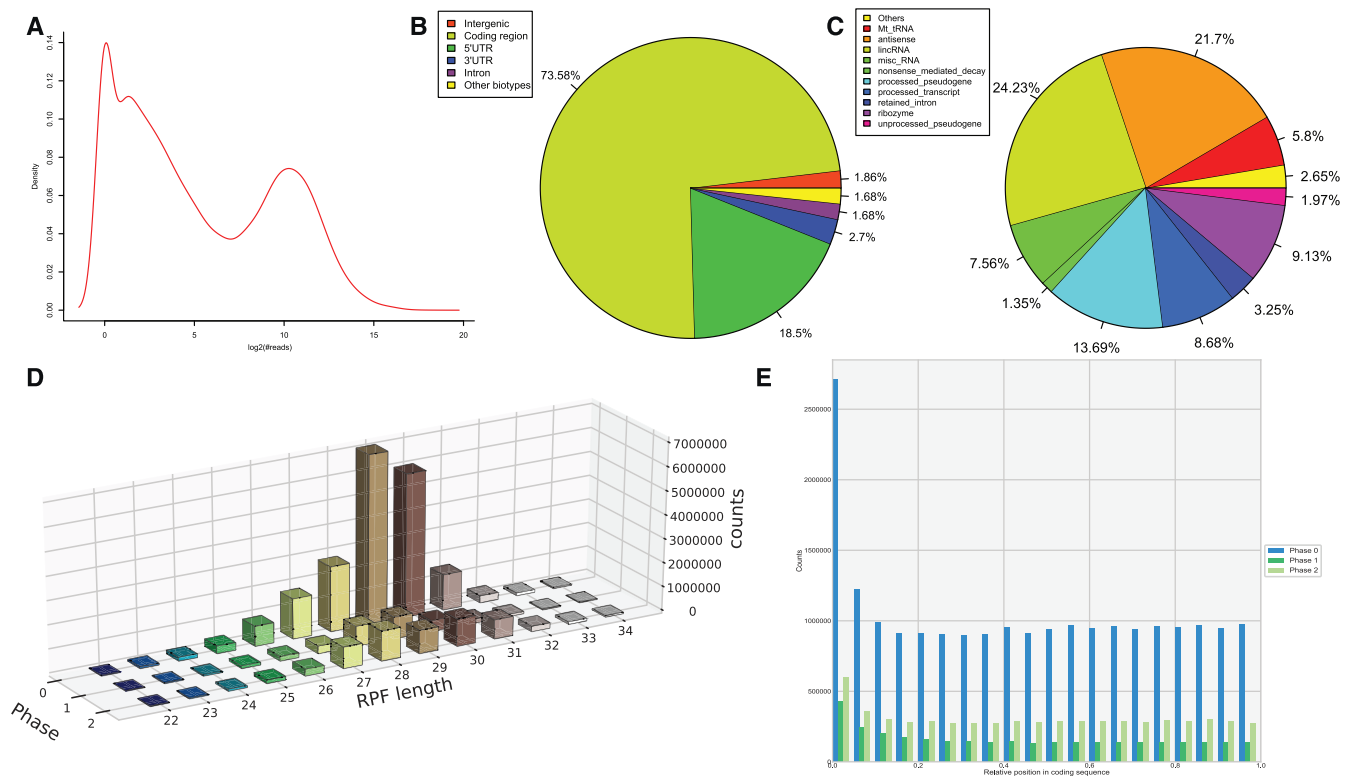 A
Density
0.14
0.12
0.10
0.08
0.06
0.04
0.02
0.00
0
5
10
15
20
log2(#reads)
B
Intergenic
Coding region
5'UTR
3'UTR
Intron
Other biotypes
73.58%
1.86%
1.68%
1.68%
2.7%
18.5%
C
Others
Mt_tRNA
antisense
lincRNA
misc_RNA
nonsense_mediated_decay
processed_pseudogene
processed_transcript
retained_intron
ribozyme
unprocessed_pseudogene
21.7%
24.23%
5.8%
2.65%
1.97%
9.13%
3.25%
8.68%
13.69%
1.35%
7.56%
D
7000000
6000000
5000000
4000000
3000000
2000000
1000000
0
counts
0
1
2
Phase
22
23
24
25
26
27
28
29
30
31
32
33
34
RPF length
E
2500000
2000000
1500000
1000000
500000
0
Counts
0.0
0.2
0.4
0.6
0.8
1.0
Relative position in coding sequence
Phase 0
Phase 1
Phase 2